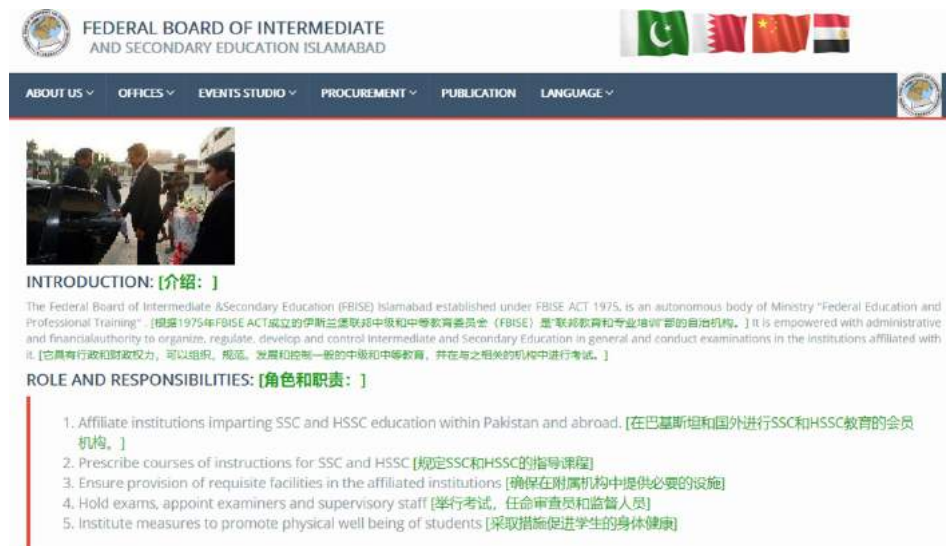 FEDERAL BOARD OF INTERMEDIATE
AND SECONDARY EDUCATION ISLAMABAD
ABOUT US OFFICES EVENTS STUDIO PROCUREMENT PUBLICATION LANGUAGE
INTRODUCTION: [介绍：]
The Federal Board of Intermediate &Secondary Education (FBISE) Islamabad established under FBISE ACT 1975, is an autonomous body of Ministry "Federal Education and
Professional Training" . [根据1975年FBISE ACT成立的伊斯兰堡联邦中级和中等教育委员会（FBISE）是"联邦教育和专业培训"部的自治机构。] It is empowered with administrative
and financialauthority to organize, regulate, develop and control Intermediate and Secondary Education in general and conduct examinations in the institutions affiliated with
it. [它具有行政和财政权力，可以组织，规范，发展和控制一般的中级和中等教育，并在与之相关的机构中进行考试。]
ROLE AND RESPONSIBILITIES: [角色和职责：]
1. Affiliate institutions imparting SSC and HSSC education within Pakistan and abroad. [在巴基斯坦和国外进行SSC和HSSC教育的会员
机构。]
2. Prescribe courses of instructions for SSC and HSSC [规定SSC和HSSC的指导课程]
3. Ensure provision of requisite facilities in the affiliated institutions [确保在附属机构中提供必要的设施]
4. Hold exams, appoint examiners and supervisory staff [举行考试，任命审查员和监督人员]
5. Institute measures to promote physical well being of students [采取措施促进学生的身体健康]